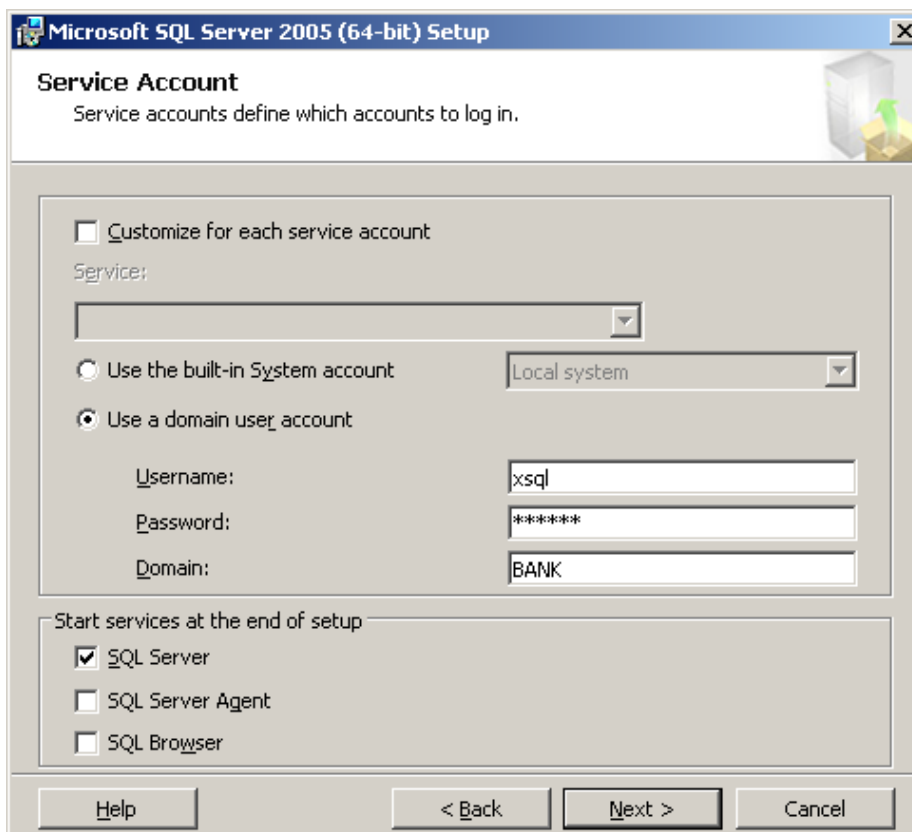 Microsoft SQL Server 2005 (64-bit) Setup
Service Account
Service accounts define which accounts to log in.
Customize for each service account
Service:
Use the built-in System account
Local system
Use a domain user account
Username:
xsql
Password:
******
Domain:
BANK
Start services at the end of setup
SQL Server
SQL Server Agent
SQL Browser
Help
< Back
Next >
Cancel